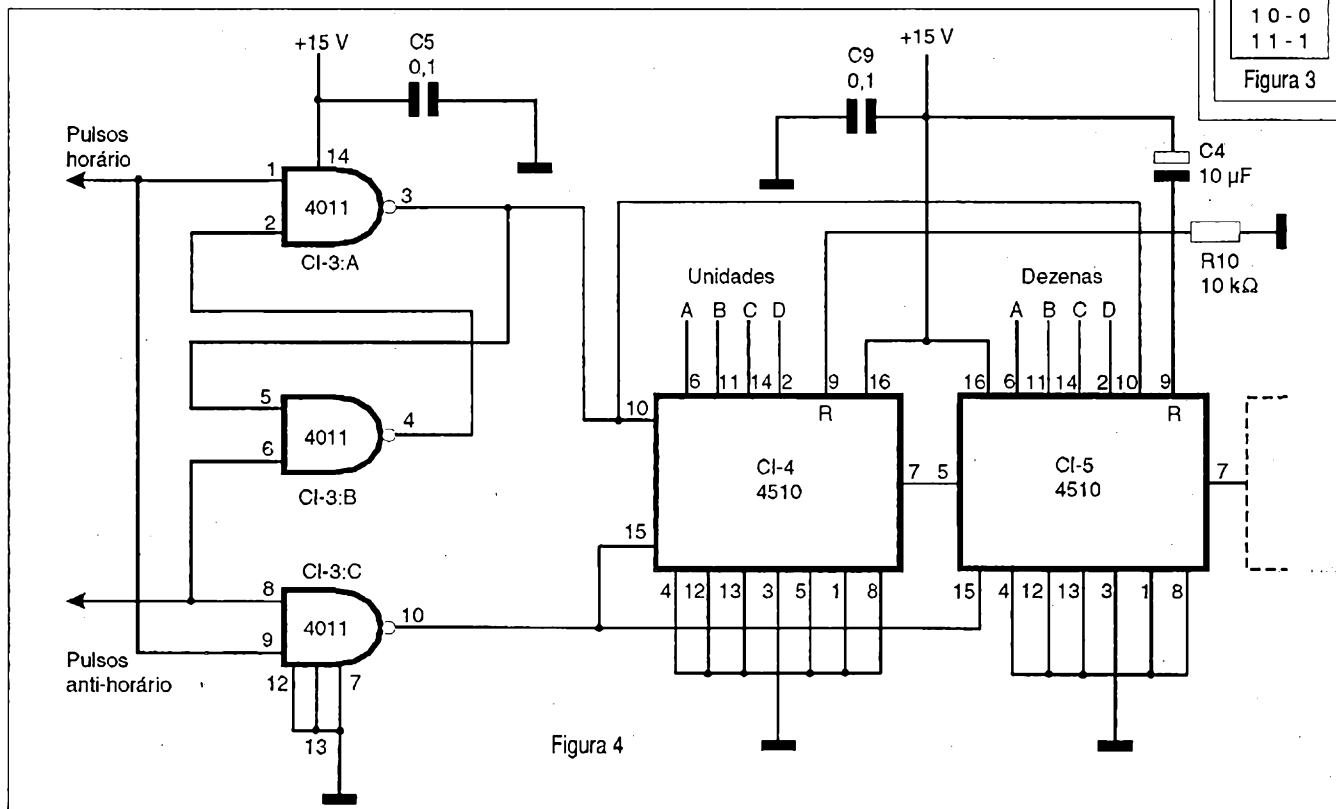 10-0
11-1
Figura 3
+15 V
C5
0,1
C9
0,1
+15 V
C4
10 µF
R10
10 kΩ
Pulsos
horário
1
14
2
3
4011
CI-3:A
5
6
4
4011
CI-3:B
CI-3:C
8
9
10
4011
12
7
13
Pulsos
anti-horário
Unidades
A B C D
6 11 14 2 9 16
R
10
15
CI-4
4510
7
4 12 13 3 5 1 8
Dezenas
A B C D
16 6 11 14 2 10 9
R
5
CI-5
4510
7
15 4 12 13 3 1 8
Figura 4